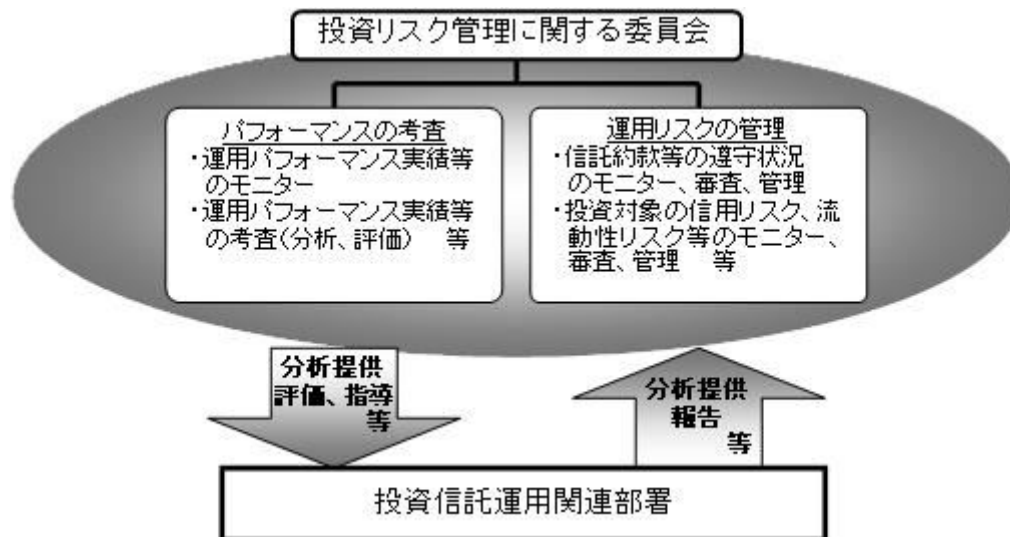 投資リスク管理に関する委員会
パフォーマンスの考査
・運用パフォーマンス実績等
のモニター
・運用パフォーマンス実績等
の考査(分析、評価) 等
運用リスクの管理
・信託約款等の遵守状況
のモニター、審査、管理
・投資対象の信用リスク、流
動性リスク等のモニター、
審査、管理 等
分析提供
評価、指導
等
分析提供
報告
等
投資信託運用関連部署